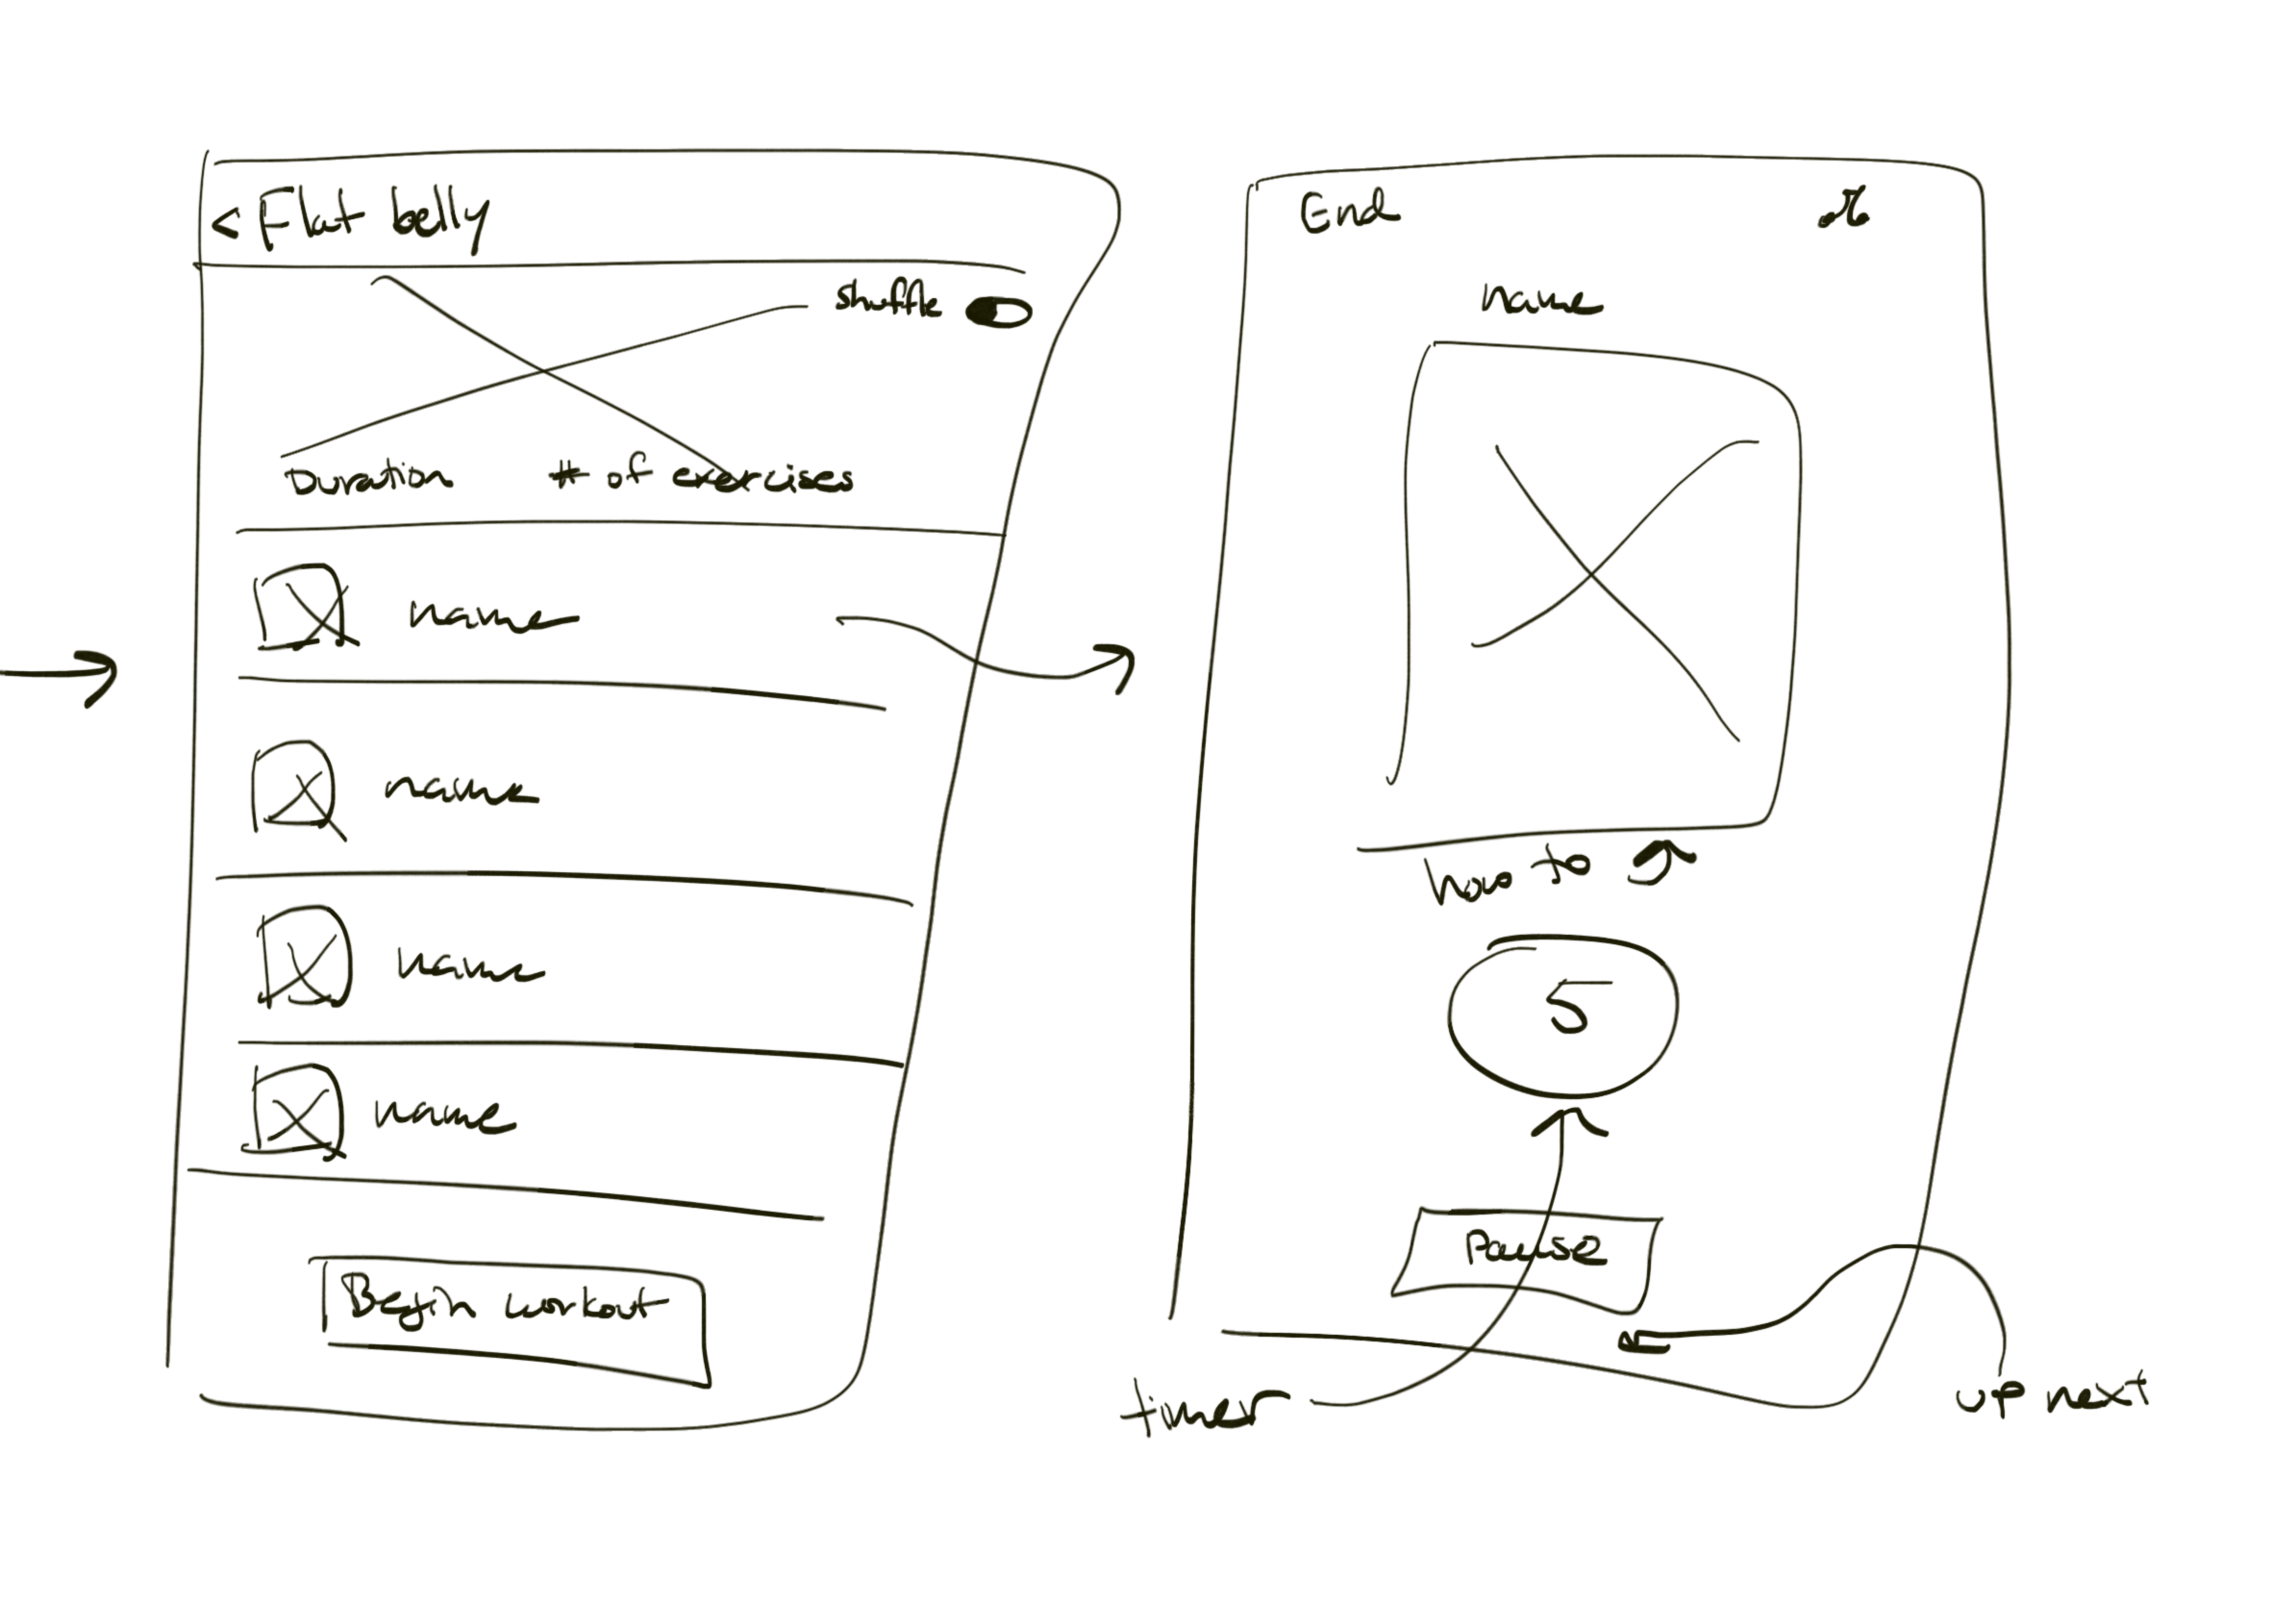 < Flat belly
shuffle
Duration # of exercises
name
name
name
name
Begin workout
End
name
how to
5
Pause
timer
up next